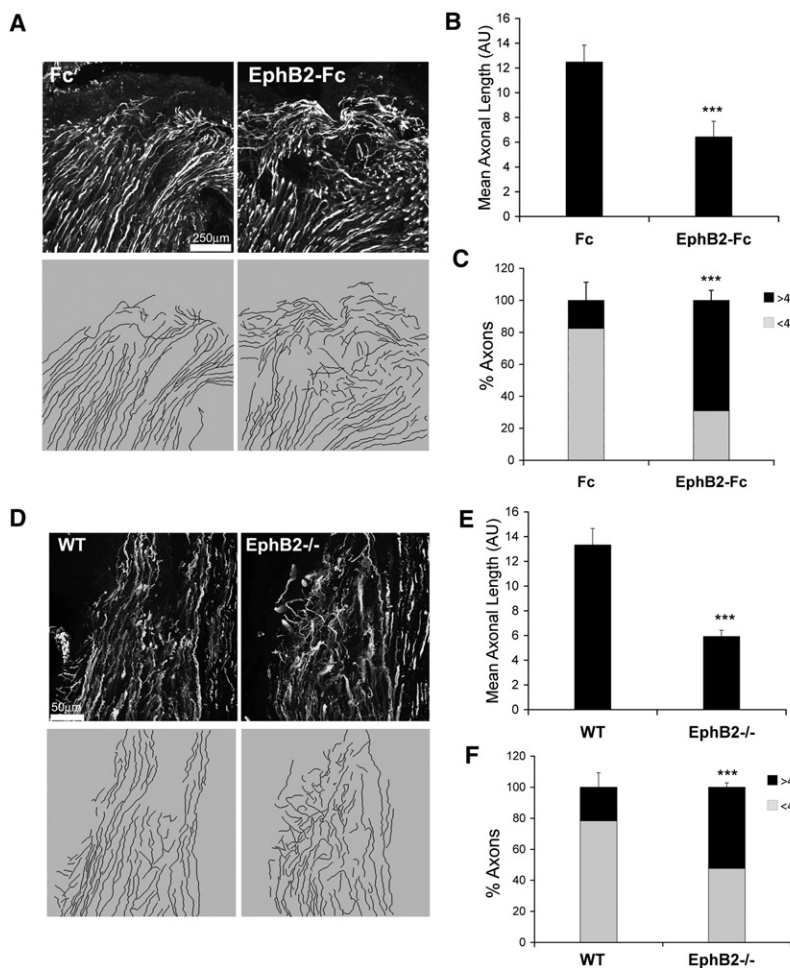 A
Fc
EphB2-Fc
250µm
B
Mean Axonal Length (AU)
16
14
12
10
8
6
4
2
0
***
Fc
EphB2-Fc
C
% Axons
120
100
80
60
40
20
0
***
>4
<4
Fc
EphB2-Fc
D
WT
EphB2-/-
50µm
E
Mean Axonal Length (AU)
16
14
12
10
8
6
4
2
0
***
WT
EphB2-/-
F
% Axons
120
100
80
60
40
20
0
***
>4
<4
WT
EphB2-/-